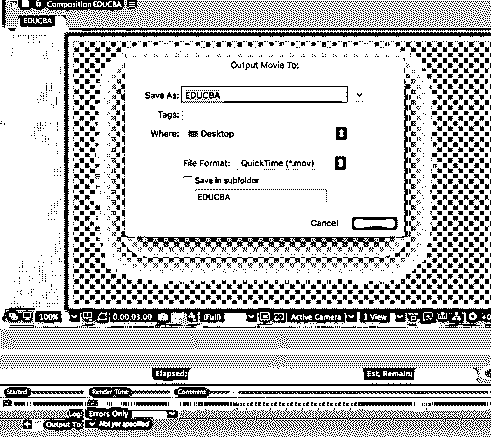 Composition EDUCBA
EDUCBA
Output Movie To:
Save As: EDUCBA
Tags:
Where: Desktop
File Format: QuickTime (*.mov)
Save in subfolder
EDUCBA
Cancel
100% 0:00:03:00 (Full) Active Camera 1 View
Elapsed: Est. Remain:
Started Render Time Comment
Log: Errors Only
Output To: Not yet specified